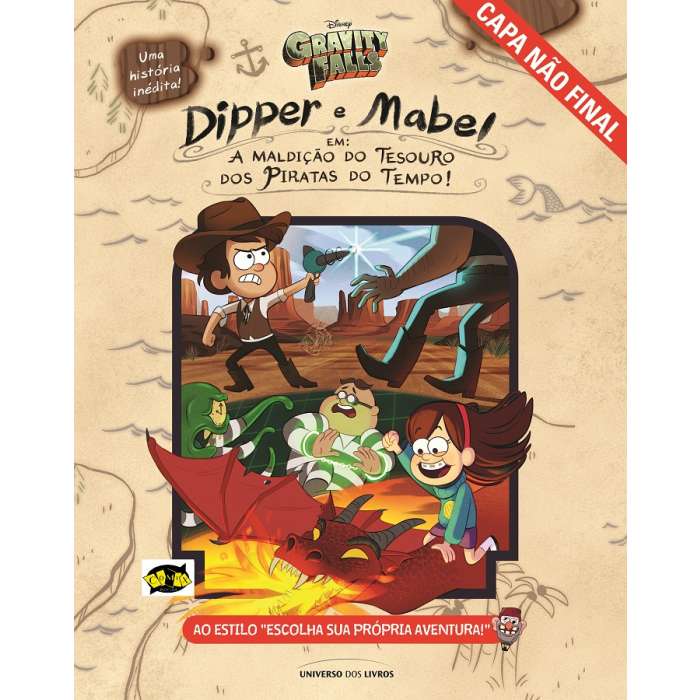 Disney
GRAVITY
FALLS
CAPA NÃO FINAL
Uma
história
inédita!
Dipper e Mabel
EM:
A MALDIÇÃO DO TESOURO
DOS PIRATAS DO TEMPO!
COMIX
AO ESTILO "ESCOLHA SUA PRÓPRIA AVENTURA!"
UNIVERSO DOS LIVROS